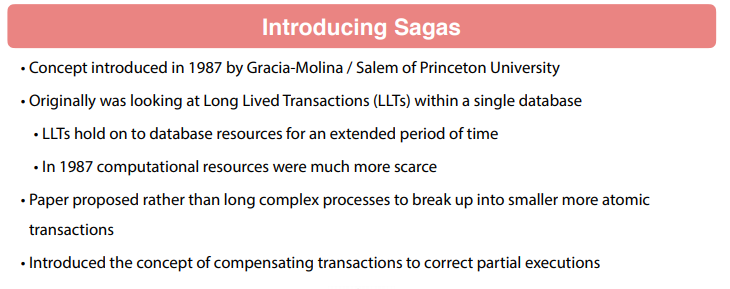 Introducing Sagas
• Concept introduced in 1987 by Gracia-Molina / Salem of Princeton University
• Originally was looking at Long Lived Transactions (LLTs) within a single database
• LLTs hold on to database resources for an extended period of time
• In 1987 computational resources were much more scarce
• Paper proposed rather than long complex processes to break up into smaller more atomic
transactions
• Introduced the concept of compensating transactions to correct partial executions